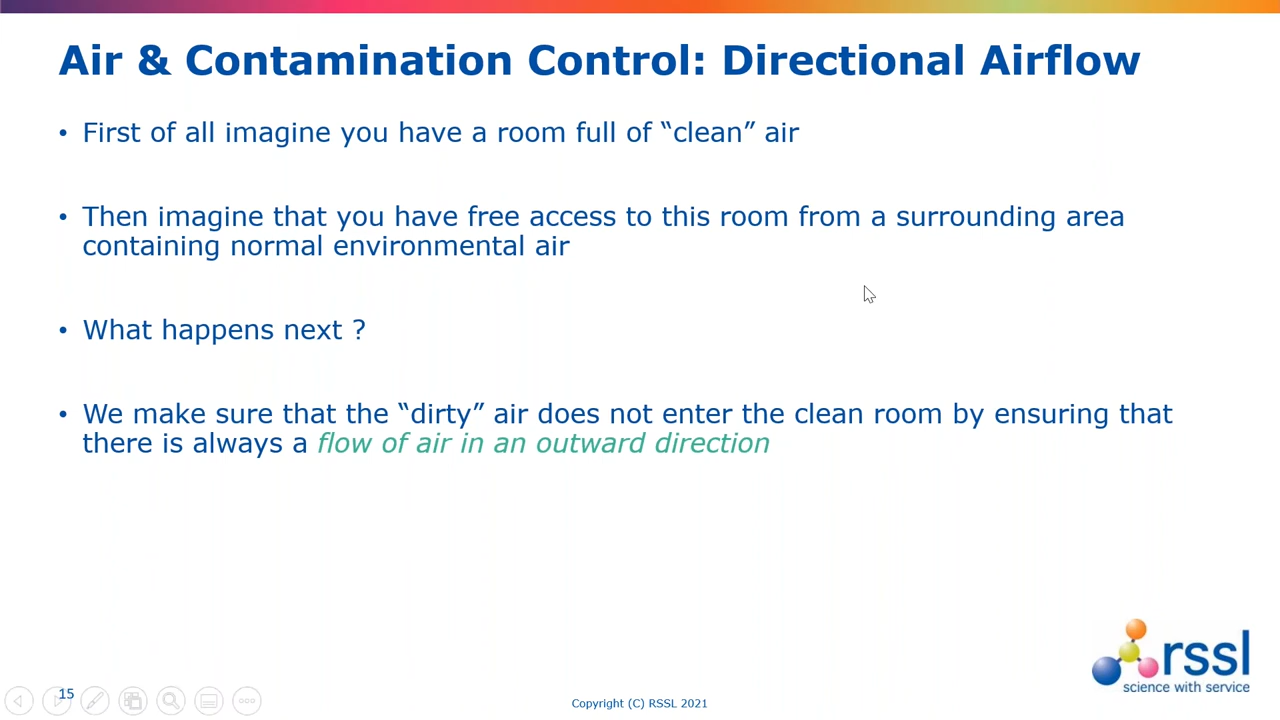 Air & Contamination Control: Directional Airflow
• First of all imagine you have a room full of “clean” air
• Then imagine that you have free access to this room from a surrounding area
containing normal environmental air
• What happens next ?
• We make sure that the “dirty” air does not enter the clean room by ensuring that
there is always a flow of air in an outward direction
rssl
science with service
15
Copyright (C) RSSL 2021